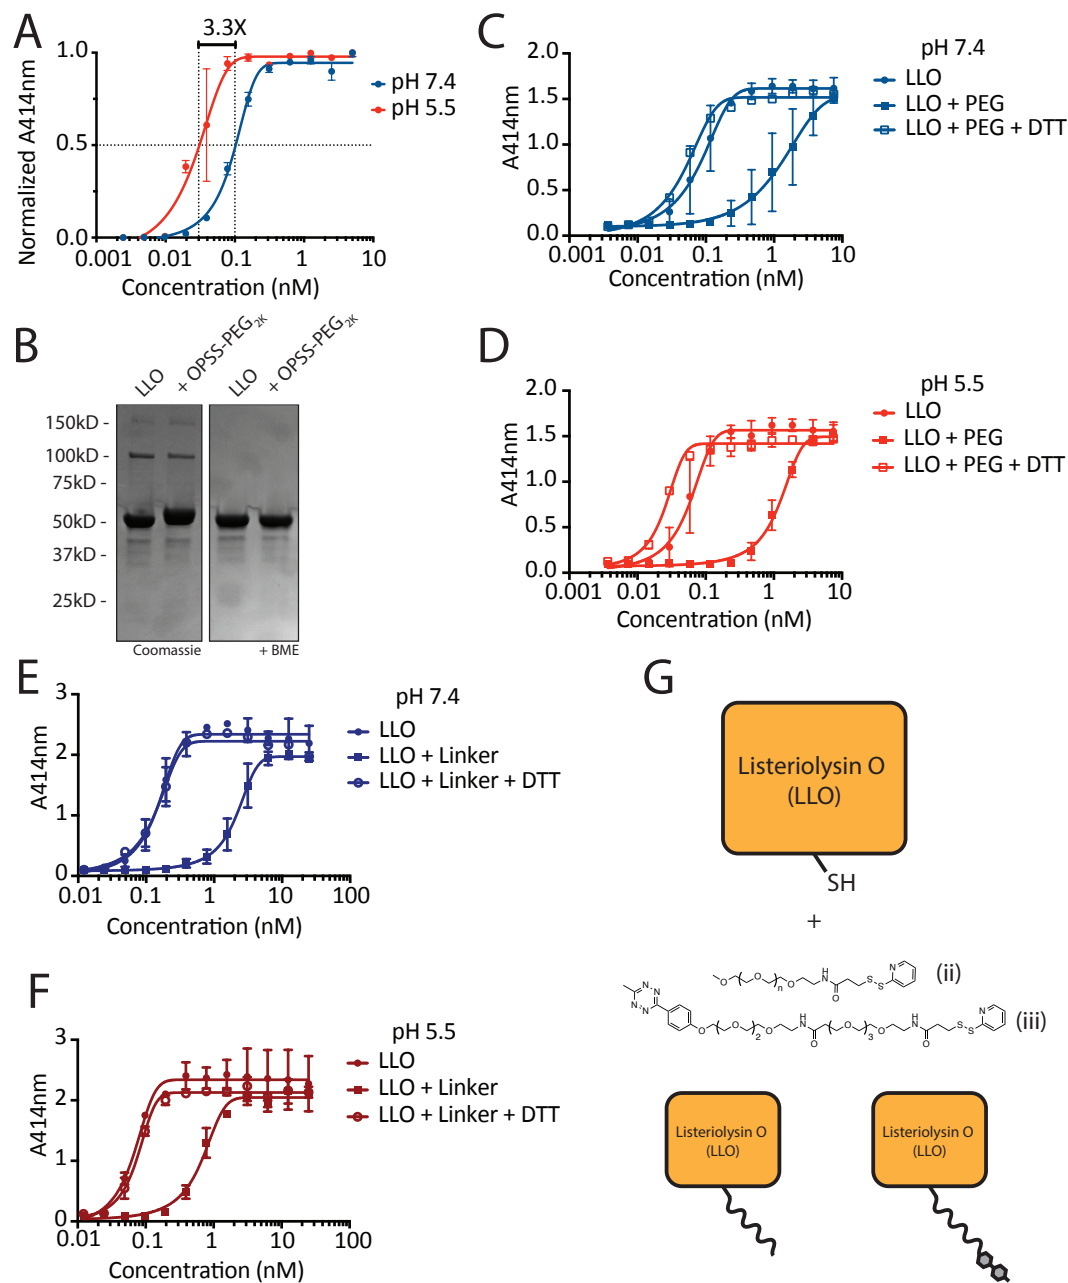 A
3.3X
1.0
0.5
0.0
0.001
0.01
0.1
1
10
Normalized A414nm
Concentration (nM)
pH 7.4
pH 5.5
B
LLO
+ OPSS-PEG2K
LLO
+ OPSS-PEG2K
150kD -
100kD -
75kD -
50kD -
37kD -
25kD -
Coomassie
+ BME
C
pH 7.4
LLO
LLO + PEG
LLO + PEG + DTT
2.0
1.5
1.0
0.5
0.0
0.001
0.01
0.1
1
10
A414nm
Concentration (nM)
D
pH 5.5
LLO
LLO + PEG
LLO + PEG + DTT
2.0
1.5
1.0
0.5
0.0
0.001
0.01
0.1
1
10
A414nm
Concentration (nM)
E
pH 7.4
LLO
LLO + Linker
LLO + Linker + DTT
3
2
1
0
0.01
0.1
1
10
100
A414nm
Concentration (nM)
F
pH 5.5
LLO
LLO + Linker
LLO + Linker + DTT
3
2
1
0
0.01
0.1
1
10
100
A414nm
Concentration (nM)
G
Listeriolysin O
(LLO)
SH
+
O
O
n
O
H
N
O
S
S
N
(ii)
N
N
N
N
O
O
2
O
H
N
O
O
3
O
H
N
O
S
S
N
(iii)
Listeriolysin O
(LLO)
Listeriolysin O
(LLO)